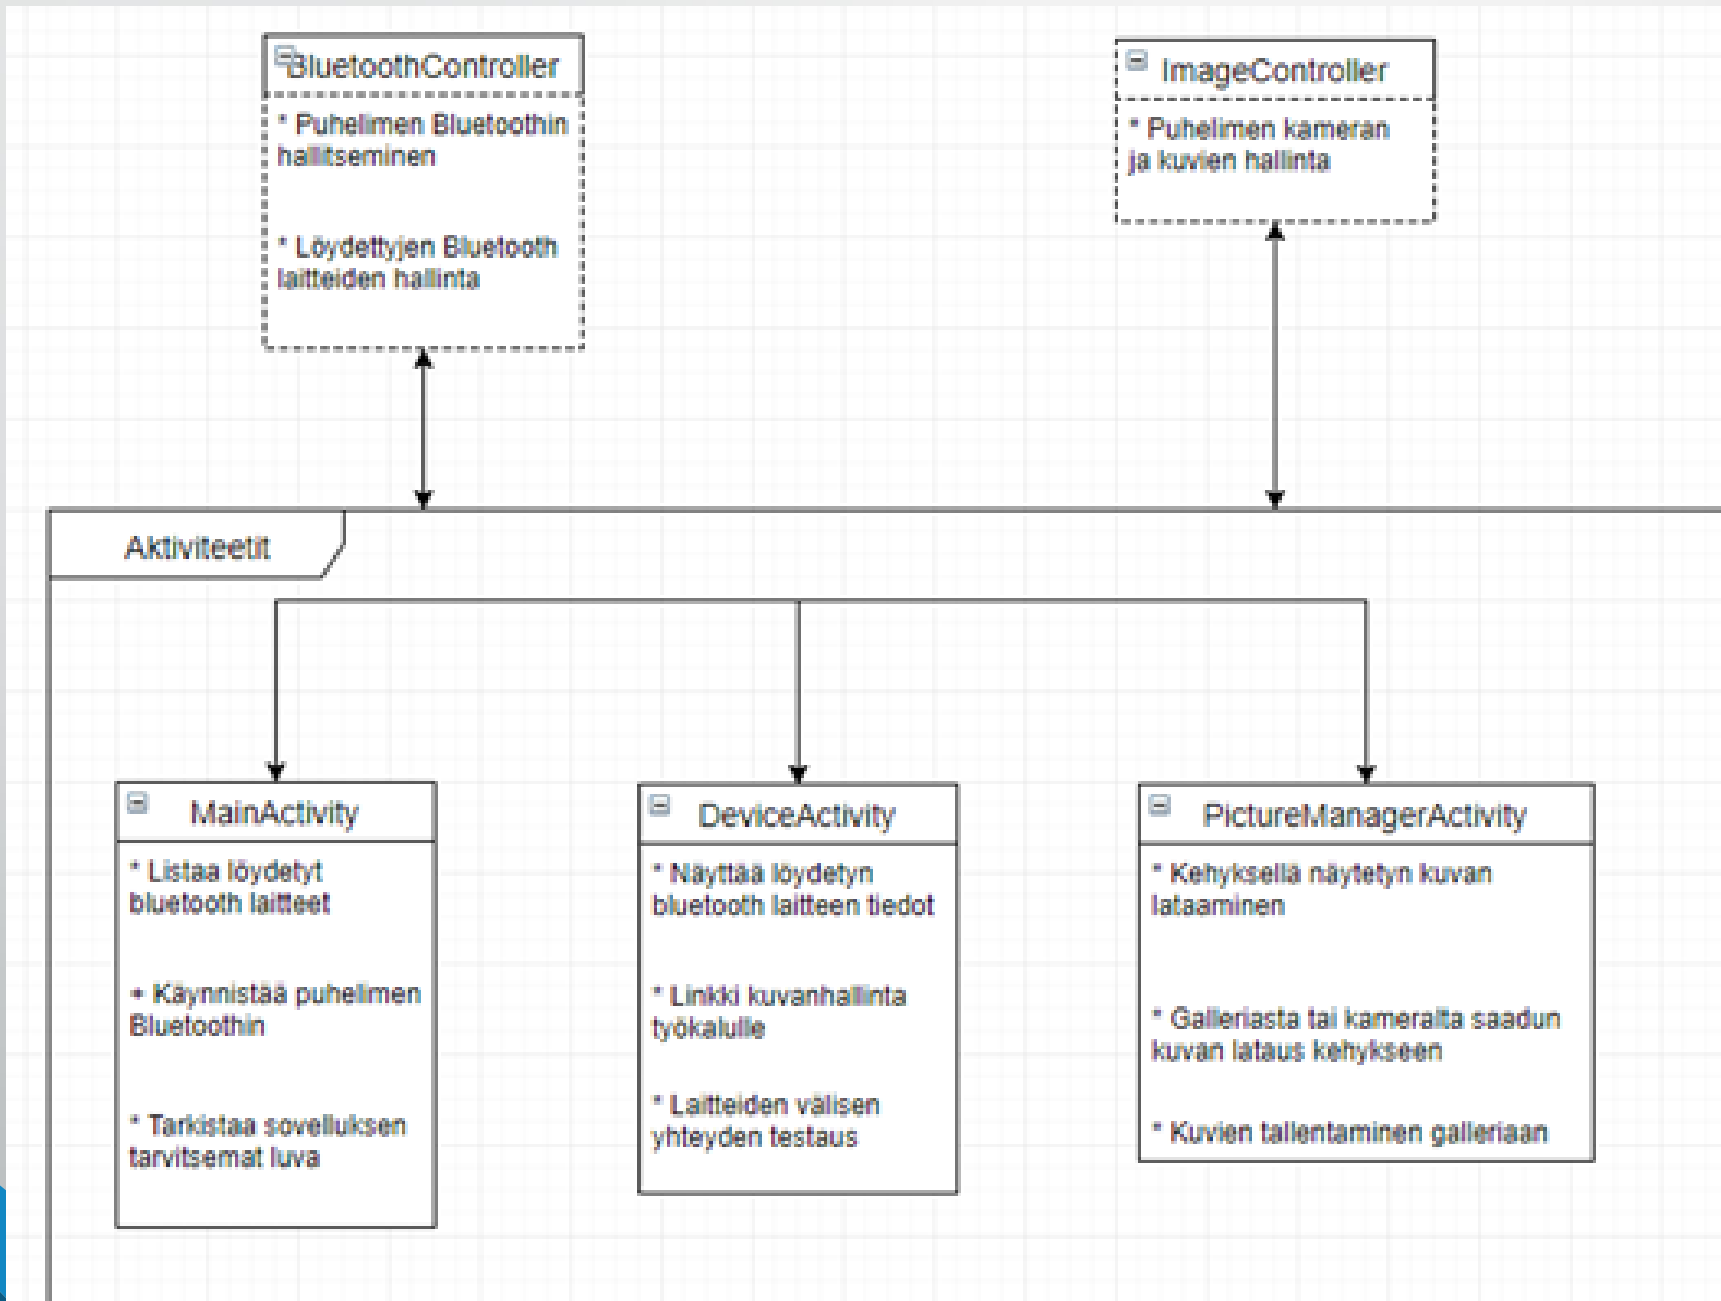 BluetoothController
* Puhelimen Bluetoothin
hallitseminen
* Löydettyjen Bluetooth
laitteiden hallinta
ImageController
* Puhelimen kameran
ja kuvien hallinta
Aktiviteetit
MainActivity
* Listaa löydetyt
bluetooth laitteet
+ Käynnistää puhelimen
Bluetoothin
* Tarkistaa sovelluksen
tarvitsemat luva
DeviceActivity
* Näyttää löydetyn
bluetooth laitteen tiedot
* Linkki kuvanhallinta
työkalulle
* Laitteiden välisen
yhteyden testaus
PictureManagerActivity
* Kehyksellä näytetyn kuvan
lataaminen
* Galleriasta tai kameralta saadun
kuvan lataus kehykseen
* Kuvien tallentaminen galleriaan